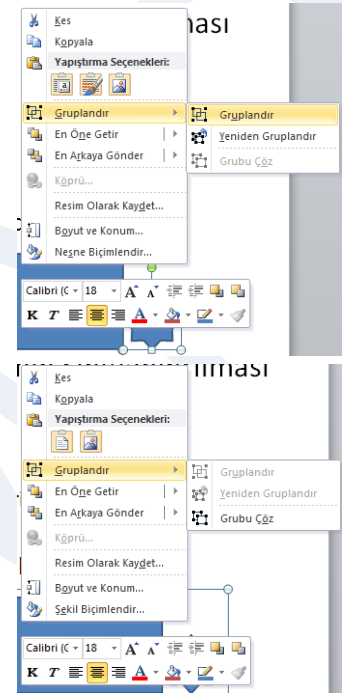 ması
Kes
Kopyala
Yapıştırma Seçenekleri:
Gruplandır
Gruplandır
En Öne Getir
Yeniden Gruplandır
En Arkaya Gönder
Grubu Çöz
Köprü...
Resim Olarak Kaydet...
Boyut ve Konum...
Nesne Biçimlendir...
Calibri (C 18 A A
K T A
ılması
Kes
Kopyala
Yapıştırma Seçenekleri:
Gruplandır
Gruplandır
En Öne Getir
Yeniden Gruplandır
En Arkaya Gönder
Grubu Çöz
Köprü...
Resim Olarak Kaydet...
Boyut ve Konum...
Şekil Biçimlendir...
Calibri (C 18 A A
K T A